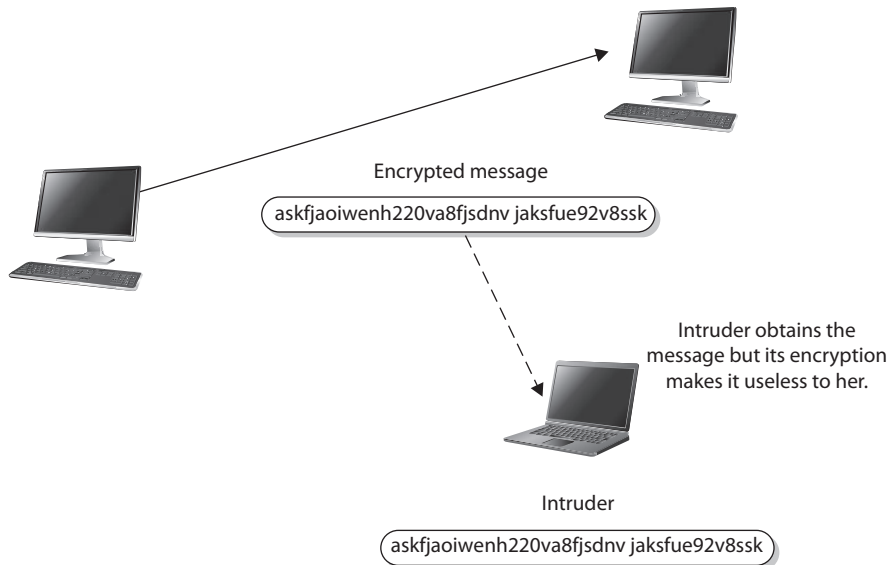 Encrypted message
askfjaoiwenh220va8fjsdnv jaksfue92v8ssk
Intruder obtains the
message but its encryption
makes it useless to her.
Intruder
askfjaoiwenh220va8fjsdnv jaksfue92v8ssk